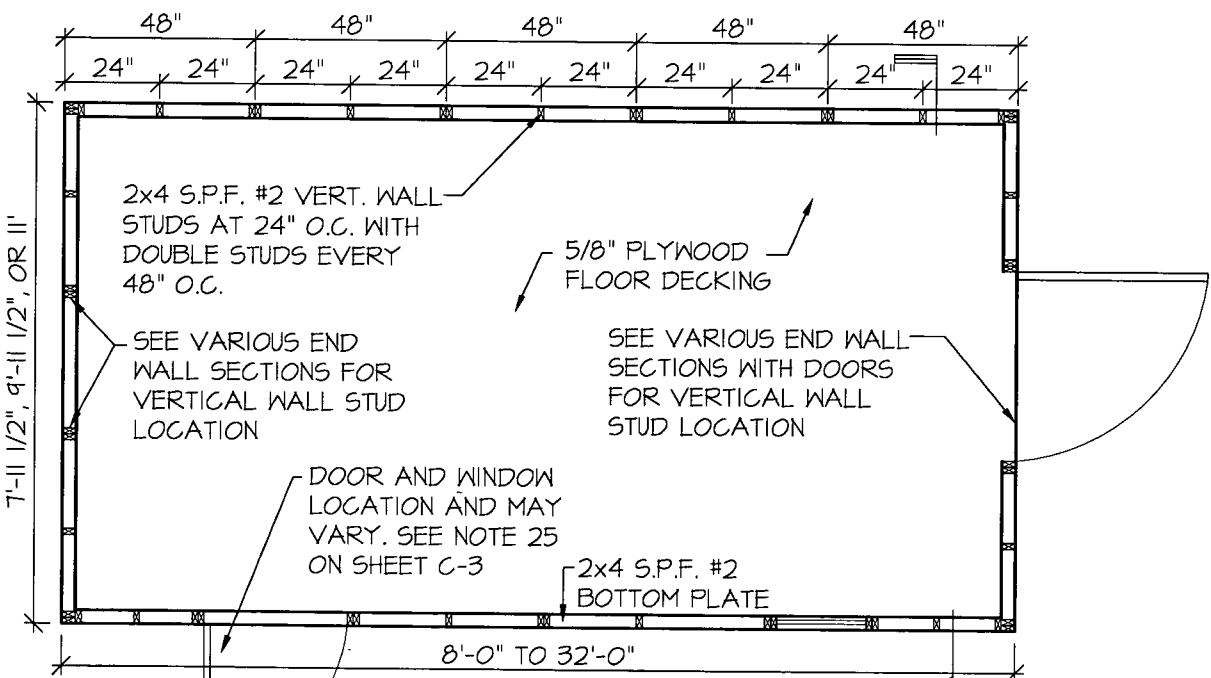 48" 48" 48" 48" 48"
24" 24" 24" 24" 24" 24" 24" 24" 24" 24"
2x4 S.P.F. #2 VERT. WALL
STUDS AT 24" O.C. WITH
DOUBLE STUDS EVERY
48" O.C.
5/8" PLYWOOD
FLOOR DECKING
7'-11 1/2", 9'-11 1/2", OR 11'
SEE VARIOUS END
WALL SECTIONS FOR
VERTICAL WALL STUD
LOCATION
SEE VARIOUS END WALL
SECTIONS WITH DOORS
FOR VERTICAL WALL
STUD LOCATION
DOOR AND WINDOW
LOCATION AND MAY
VARY. SEE NOTE 25
ON SHEET C-3
2x4 S.P.F. #2
BOTTOM PLATE
8'-0" TO 32'-0"